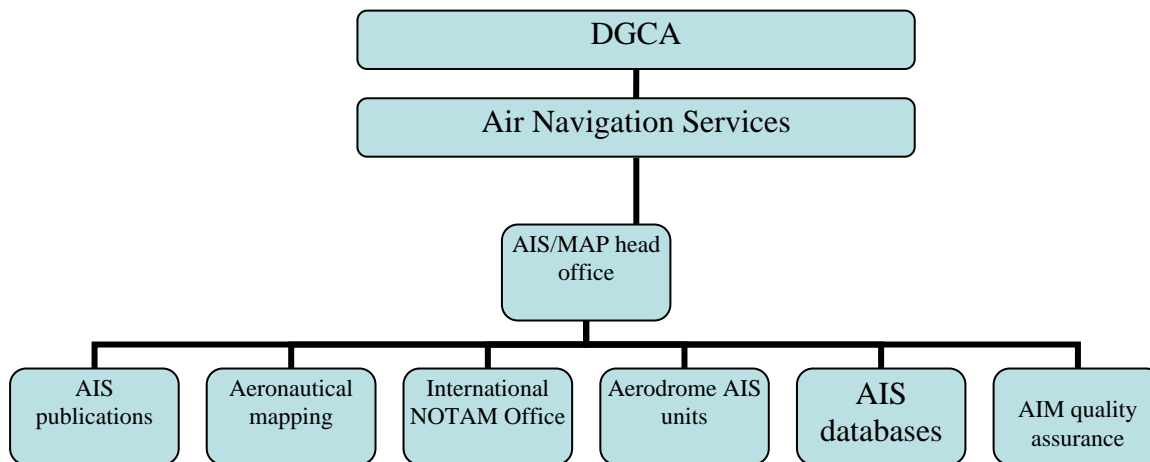 DGCA
Air Navigation Services
AIS/MAP head
office
AIS
publications
Aeronautical
mapping
International
NOTAM Office
Aerodrome AIS
units
AIS
databases
AIM quality
assurance